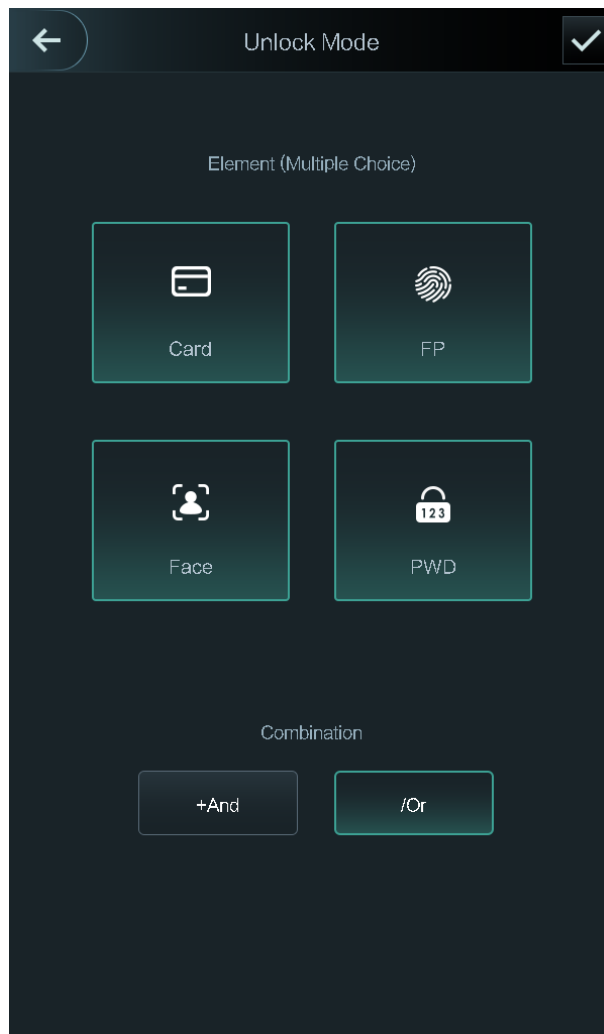 Unlock Mode
Element (Multiple Choice)
Card
FP
Face
123
PWD
Combination
+And
/Or